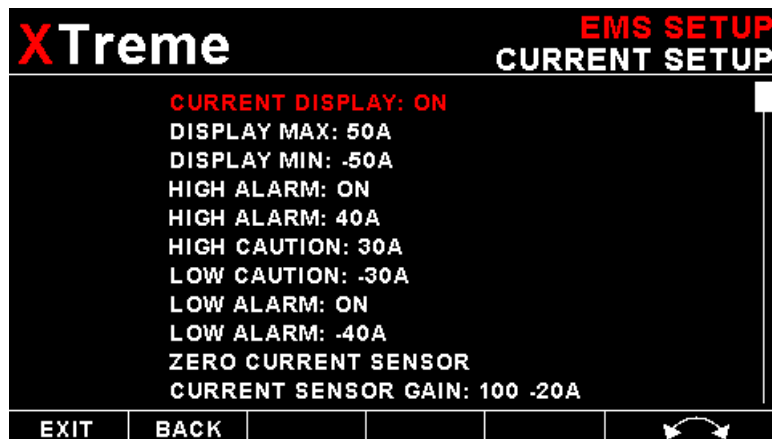 XTreme
EMS SETUP
CURRENT SETUP
CURRENT DISPLAY: ON
DISPLAY MAX: 50A
DISPLAY MIN: -50A
HIGH ALARM: ON
HIGH ALARM: 40A
HIGH CAUTION: 30A
LOW CAUTION: -30A
LOW ALARM: ON
LOW ALARM: -40A
ZERO CURRENT SENSOR
CURRENT SENSOR GAIN: 100 -20A
EXIT BACK